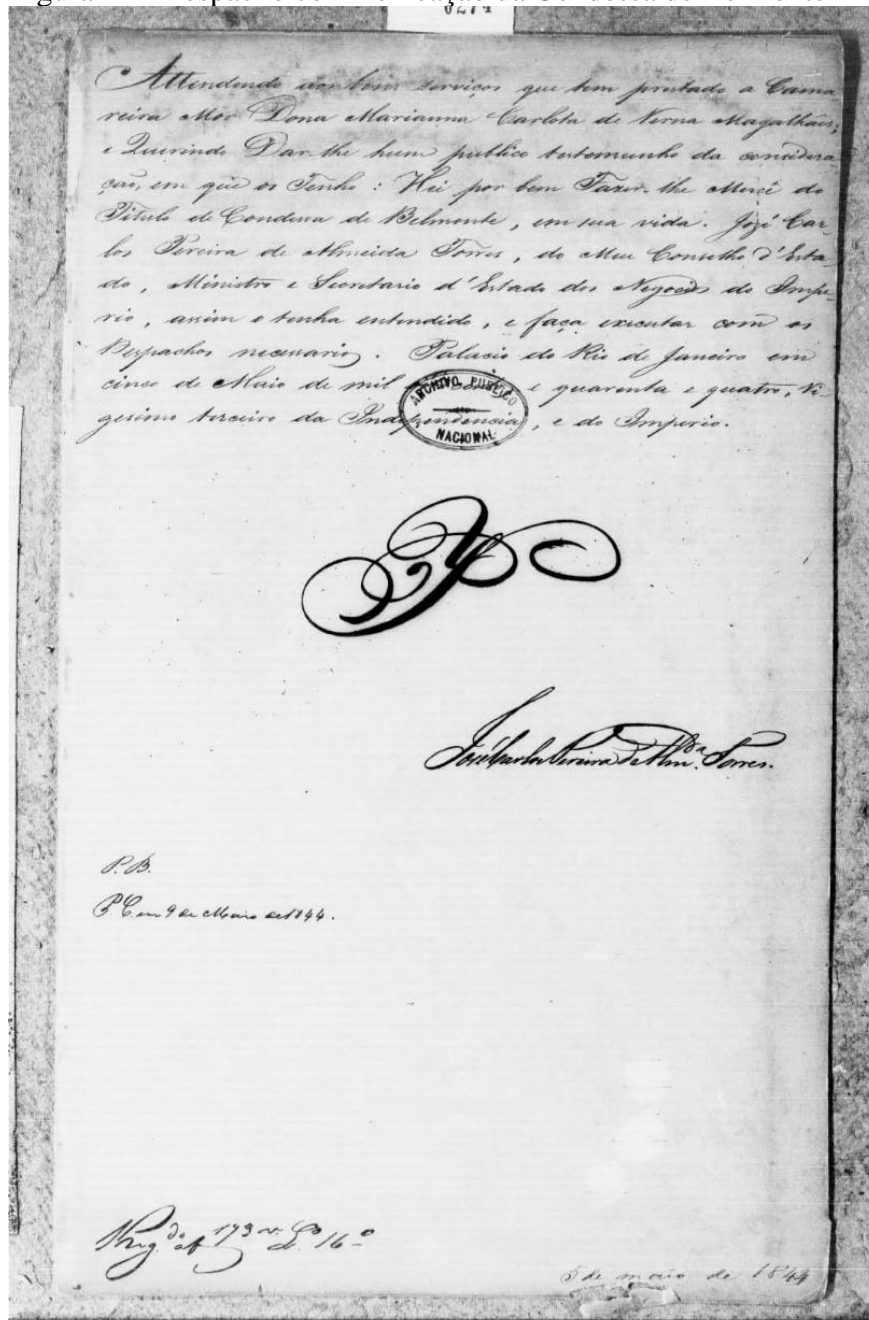 Attendendo aos bons serviços que tem prestado a Cama
reira Mor Dona Marianna Carlota de Verna Magalhães;
e Querendo Dar-lhe hum publico testemunho da considera
ção, em que os Tenho : Hei por bem Fazer-lhe Mercê do
Titulo de Condessa de Belmonte, em sua vida. José Car-
los Pereira de Almeida Torres, do Meu Conselho d'Esta-
do, Ministro e Secretario d'Estado dos Negocios do Impe-
rio, assim o tenha entendido, e faça executar com os
Despachos necessarios. Palacio do Rio de Janeiro em
cinco de Maio de mil e quarenta e quatro, Vi-
gesimo terceiro da Independencia, e do Imperio.
ARCHIVO PUBLICO
NACIONAL
José Carlos Pereira de Alm.da Torres.
P. B.
P. C. em 9 de Maio de 1844.
Reg.do a f 173 v. L.o 16.o
5 de maio de 1844